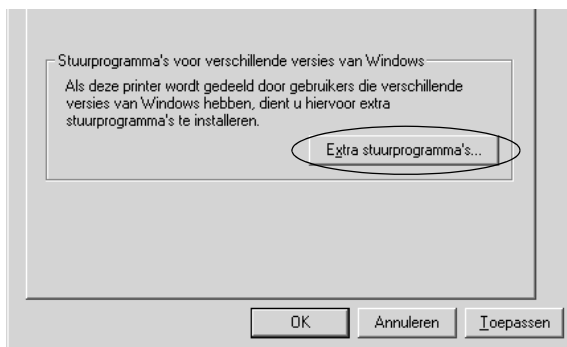 Stuurprogramma's voor verschillende versies van Windows
Als deze printer wordt gedeeld door gebruikers die verschillende
versies van Windows hebben, dient u hiervoor extra
stuurprogramma's te installeren.
Extra stuurprogramma's...
OK Annuleren Toepassen